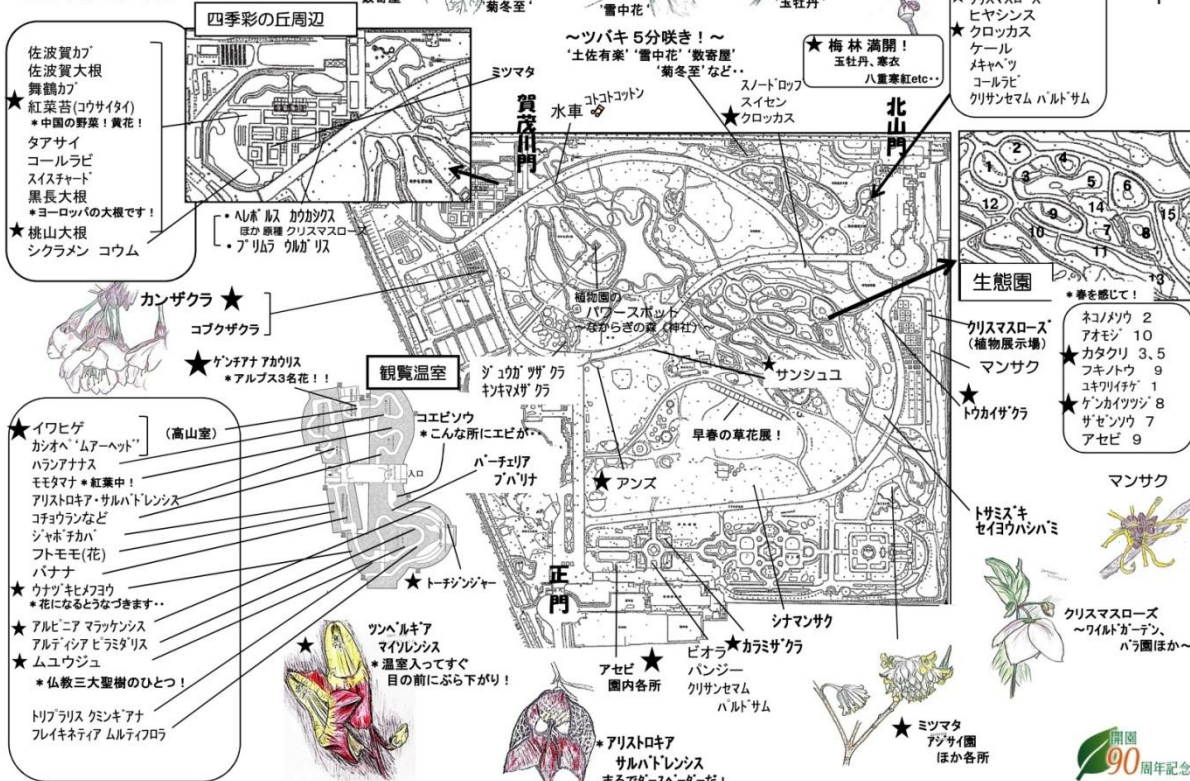 数寄屋
菊冬至’
‘雪中花’
玉牡丹
四季彩の丘周辺
佐波賀カブ
佐波賀大根
舞鶴カブ
★ 紅菜苔(コウサイタイ)
*中国の野菜！黄花！
タアサイ
コールラビ
スイスチャード
黒長大根
*ヨーロッパの大根です！
★ 桃山大根
シクラメン コウム
ミツマタ
賀茂川門
水車
コトコトコットン
～ツバキ５分咲き！～
‘土佐有楽’‘雪中花’‘数寄屋’
‘菊冬至’など‥
★ 梅林満開！
玉牡丹、寒衣
八重寒紅etc‥
クリスマスローズ
ヒヤシンス
★ クロッカス
ケール
メキャベツ
コールラビ
クリサンセマム パルドサム
スノードロップ
スイセン
★ クロッカス
北山門
・ヘレボルス カウカシクス
ほか 原種 クリスマスローズ
・プリムラ ウルガリス
カンザクラ ★
コブクザクラ
植物園の
パワースポット
～なからぎの森（神社）～
ジュウガツザクラ
キンキマメザクラ
★ サンシュユ
早春の草花展！
★ アンズ
生態園
1
2
3
4
5
6
7
8
9
10
11
12
13
14
15
*春を感じて！
ネコノメソウ 2
アオモジ 10
★ カタクリ 3、5
フキノトウ 9
ユキワリイチゲ 1
★ ゲンカイツツジ 8
ザゼンソウ 7
アセビ 9
クリスマスローズ
(植物展示場)
マンサク
★
トウカイザクラ
トサミズキ
セイヨウハシバミ
マンサク
クリスマスローズ
～ワイルドガーデン、
バラ園ほか～
★ ゲンチアナ アカウリス
*アルプス3名花！！
観覧温室
入口
★ イワヒゲ
カシオペ‘ムアーヘッド’
(高山室)
ハランアナナス
モモタマナ *紅葉中！
アリストロキア・サルバドレンシス
コチョウランなど
ジャボチカバ
フトモモ(花)
バナナ
★ ウナヅキヒメフヨウ
*花になるとうなづきます‥
★ アルピニア マラッケンシス
アルディシア ピラミダリス
★ ムユウジュ
*仏教三大聖樹のひとつ！
トリプラリス クミンギアナ
フレイキネティア ムルティフロラ
コエビソウ
*こんな所にエビが‥
バーチェリア
ブバリナ
★ トーチジンジャー
★
ツンベルギア
マイソレンシス
*温室入ってすぐ
目の前にぶら下がり！
正門
アセビ ★
園内各所
★ カラミザクラ
ビオラ
パンジー
クリサンセマム
パルドサム
シナマンサク
*アリストロキア
サルバドレンシス
まるでダースベーダーだ！
★ ミツマタ
アジサイ園
ほか各所
開園
90周年記念